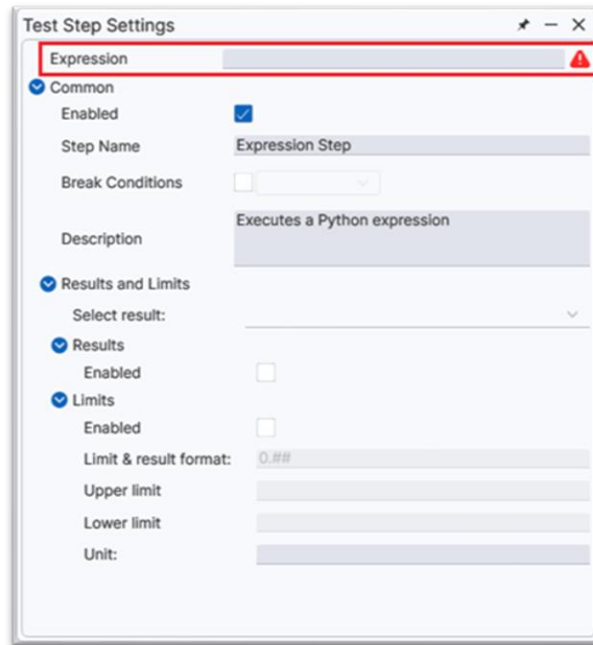 Test Step Settings
Expression
Common
Enabled
Step Name Expression Step
Break Conditions
Description Executes a Python expression
Results and Limits
Select result:
Results
Enabled
Limits
Enabled
Limit & result format: 0.##
Upper limit
Lower limit
Unit: